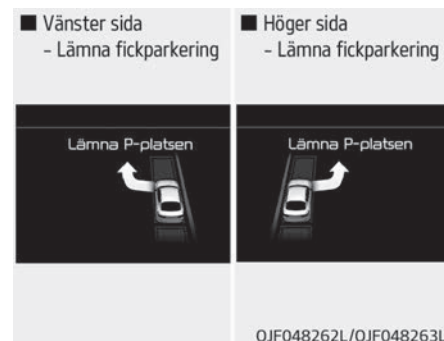 ■ Vänster sida
- Lämna fickparkering
Lämna P-platsen
■ Höger sida
- Lämna fickparkering
Lämna P-platsen
OJF048262L/OJF048263L